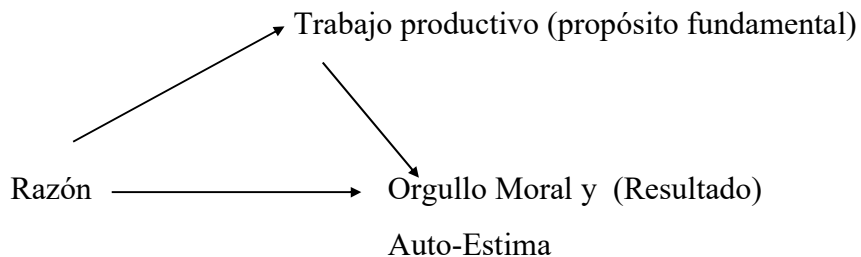 Trabajo productivo (propósito fundamental)
Razón Orgullo Moral y (Resultado)
Auto-Estima